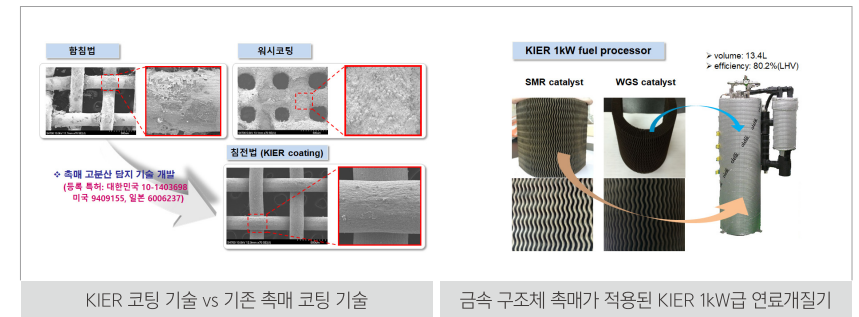 함침법
워시코팅
침전법 (KIER coating)
❖ 촉매 고분산 담지 기술 개발
(등록 특허: 대한민국 10-1403698
미국 9409155, 일본 6006237)
KIER 1kW fuel processor
➢ volume: 13.4L
➢ efficiency: 80.2%(LHV)
SMR catalyst
WGS catalyst
KIER 코팅 기술 vs 기존 촉매 코팅 기술
금속 구조체 촉매가 적용된 KIER 1kW급 연료개질기